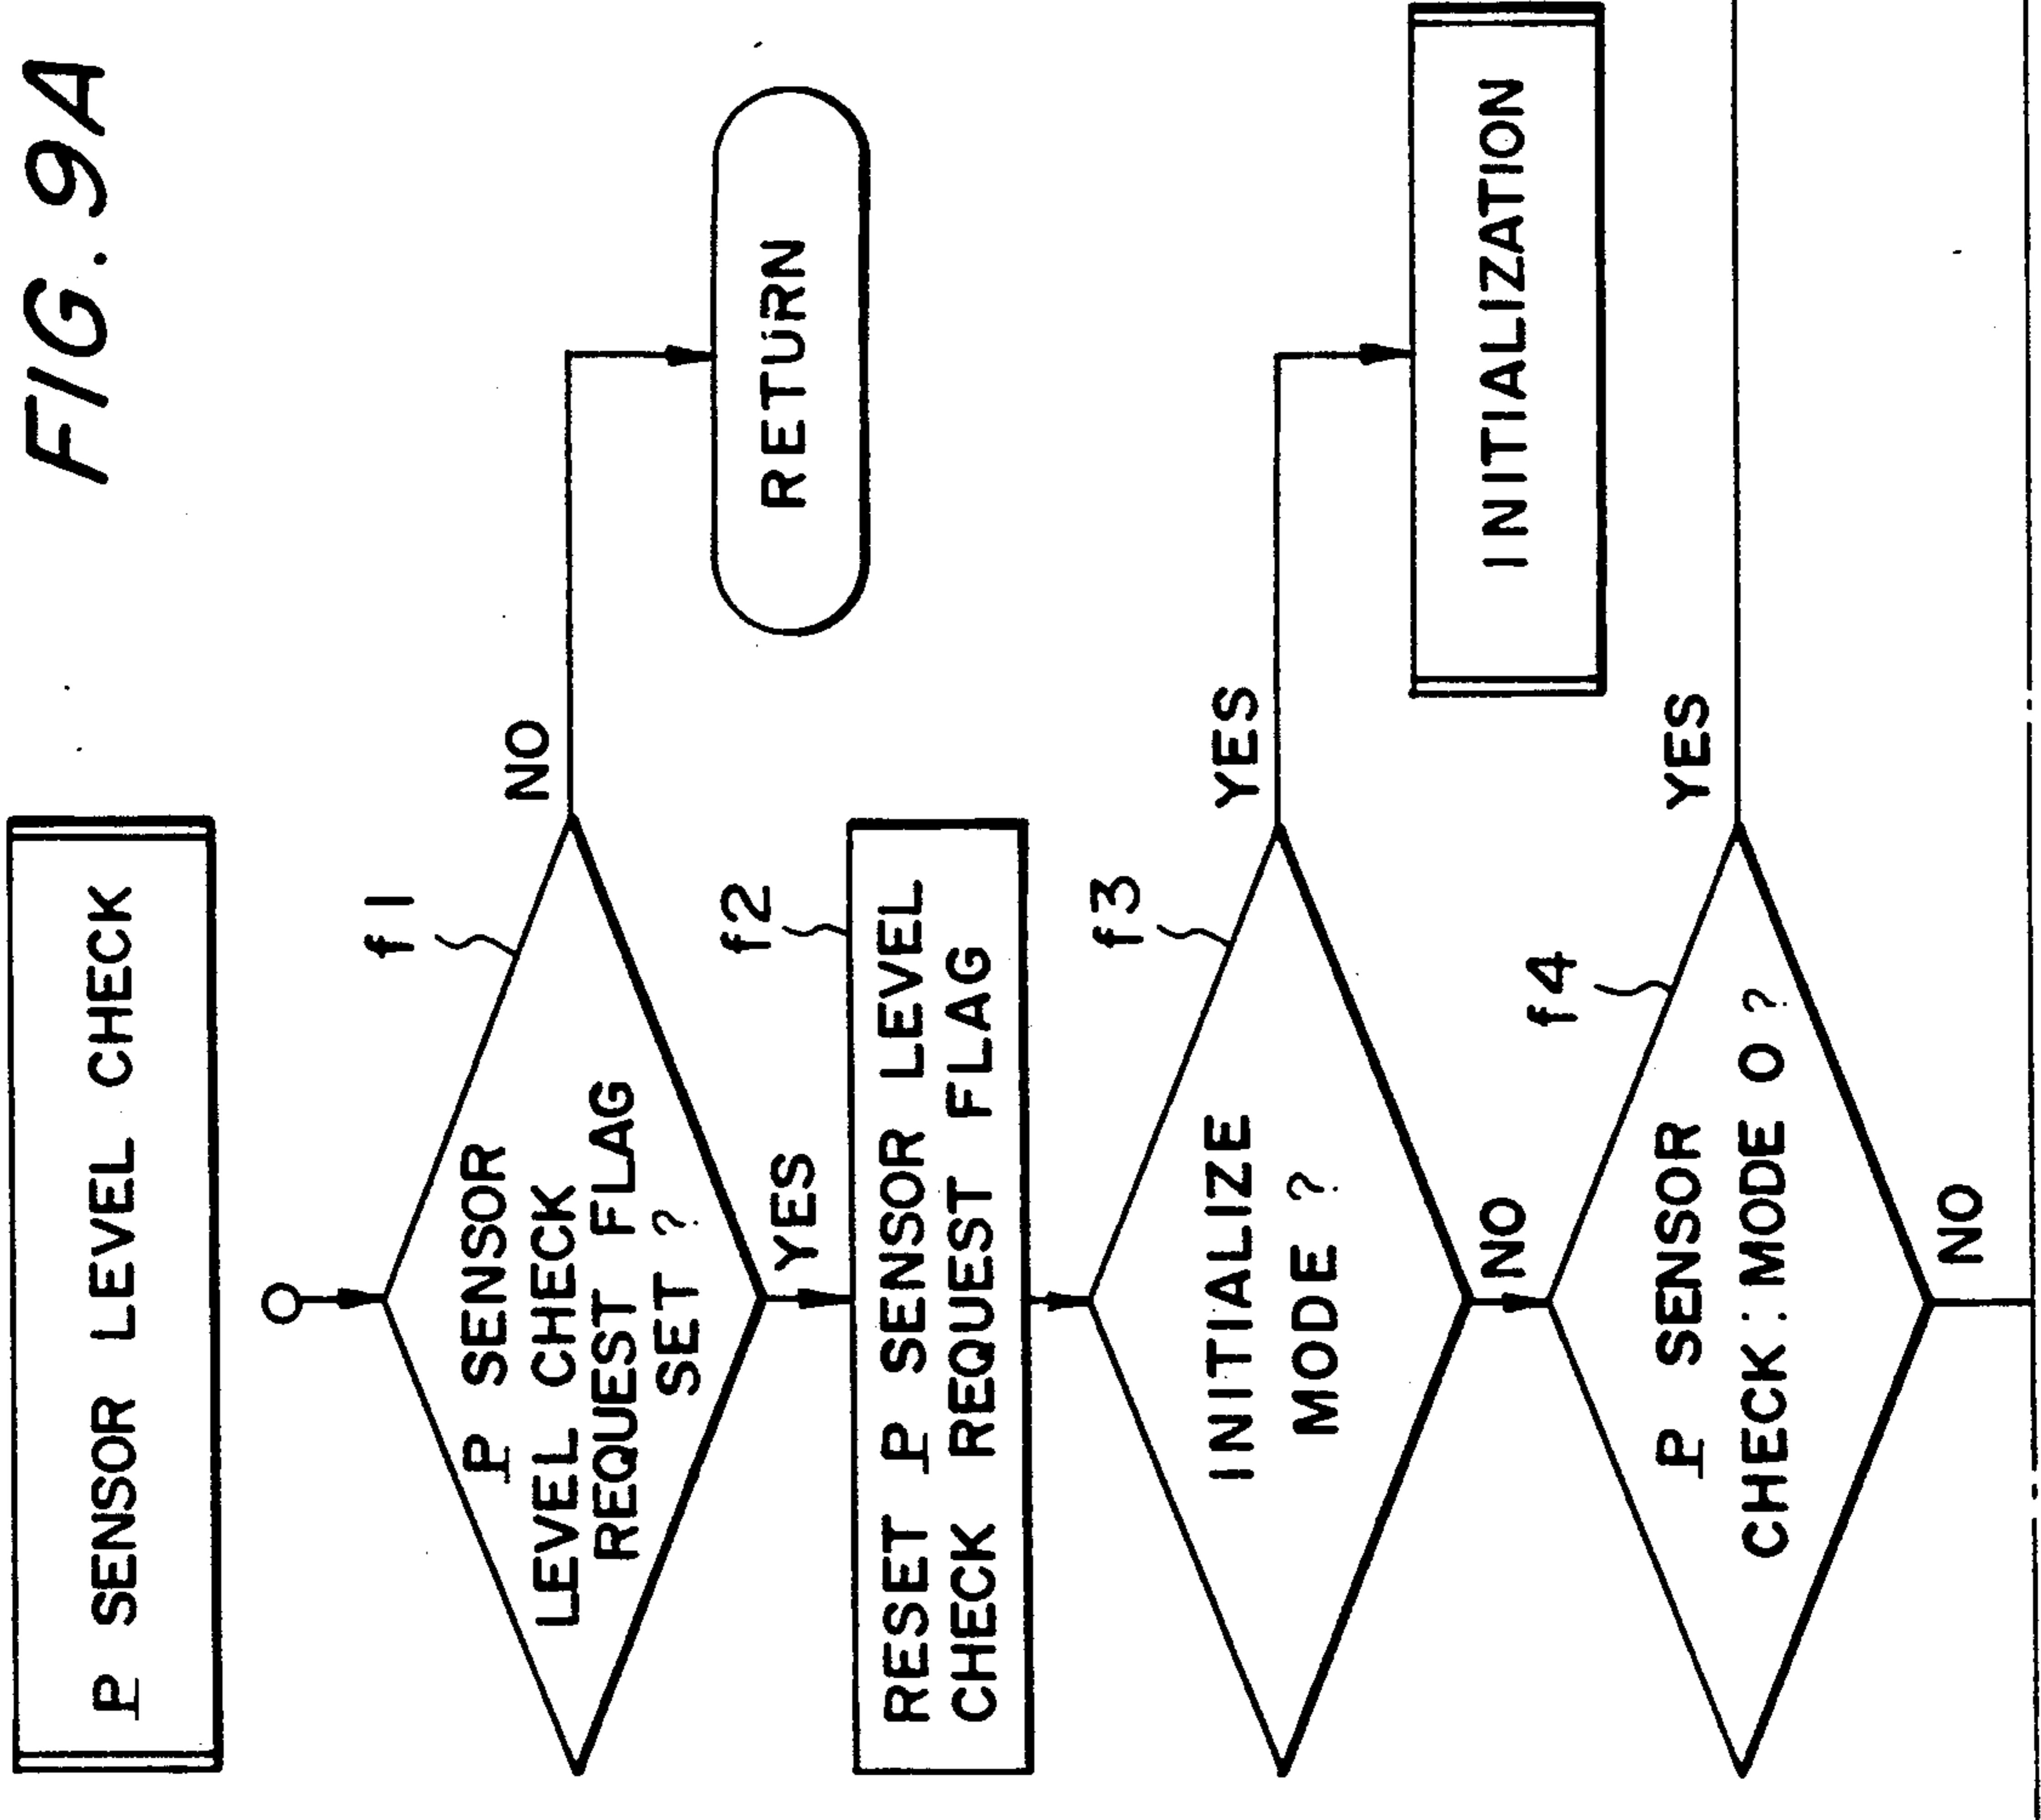 FIG. 9A
P SENSOR LEVEL CHECK
f1
P SENSOR
LEVEL CHECK
REQUEST FLAG
SET ?
NO
RETURN
YES
f2
RESET P SENSOR LEVEL
CHECK REQUEST FLAG
f3
INITIALIZE
MODE ?
YES
INITIALIZATION
NO
f4
P SENSOR
CHECK: MODE 0 ?
YES
NO